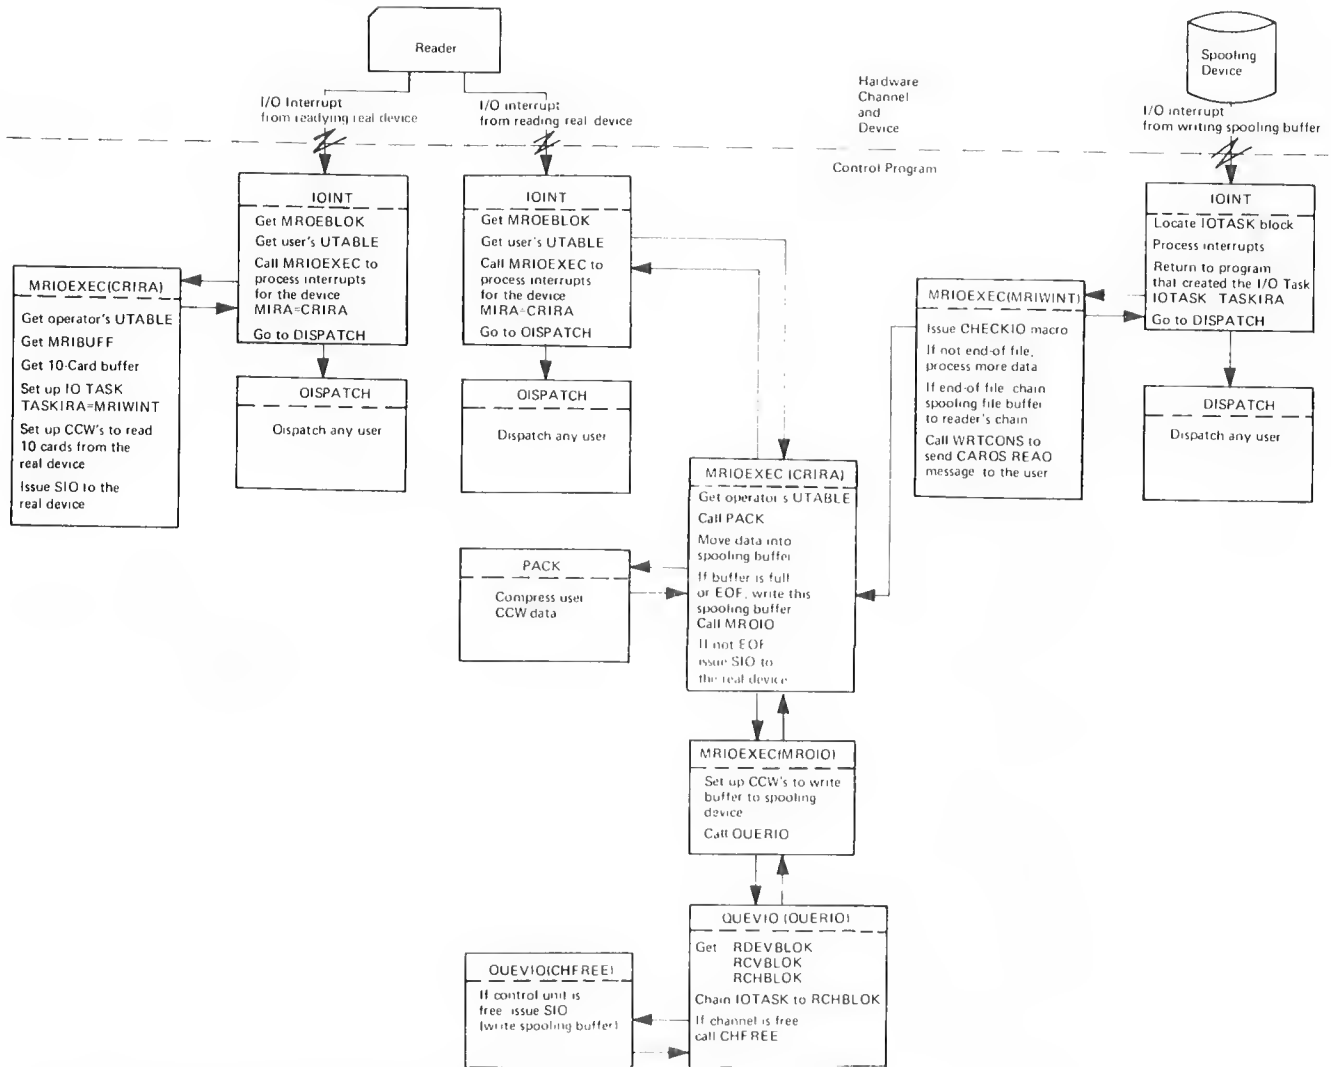 Reader
Spooling
Device
Hardware
Channel
and
Device
I/O Interrupt
from readying real device
I/O interrupt
from reading real device
I/O interrupt
from writing spooling buffer
Control Program
IOINT
Get MROEBLOK
Get user's UTABLE
Call MRIOEXEC to
process interrupts
for the device
MIRA=CRIRA
Go to DISPATCH
IOINT
Get MROEBLOK
Get user's UTABLE
Call MRIOEXEC to
process interrupts
for the device
MIRA=CRIRA
Go to OISPATCH
IOINT
Locate IOTASK block
Process interrupts
Return to program
that created the I/O Task
IOTASK TASKIRA
Go to DISPATCH
MRIOEXEC(CRIRA)
Get operator's UTABLE
Get MRIBUFF
Get 10-Card buffer
Set up IO TASK
TASKIRA=MRIWINT
Set up CCW's to read
10 cards from the
real device
Issue SIO to the
real device
MRIOEXEC(MRIWINT)
Issue CHECKIO macro
If not end-of file,
process more data
If end-of file chain
spooling file buffer
to reader's chain
Call WRTCONS to
send CAROS REAO
message to the user
OISPATCH
Dispatch any user
OISPATCH
Dispatch any user
DISPATCH
Dispatch any user
MRIOEXEC (CRIRA)
Get operator s UTABLE
Call PACK
Move data into
spooling buffer
If buffer is full
or EOF, write this
spooling buffer
Call MROIO
If not EOF
issue SIO to
the real device
PACK
Compress user
CCW data
MRIOEXEC(MROIO)
Set up CCW's to write
buffer to spooling
device
Call OUERIO
QUEVIO (OUERIO)
Get RDEVBLOK
RCVBLOK
RCHBLOK
Chain IOTASK to RCHBLOK
If channel is free
call CHFREE
OUEVIO(CHFREE)
If control unit is
free issue SIO
(write spooling buffer)